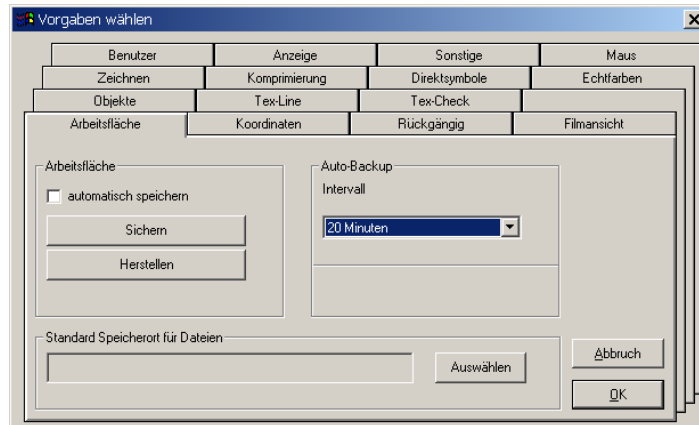 Vorgaben wählen
Benutzer Anzeige Sonstige Maus
Zeichnen Komprimierung Direktsymbole Echtfarben
Objekte Tex-Line Tex-Check
Arbeitsfläche Koordinaten Rückgängig Filmansicht
Arbeitsfläche Auto-Backup
automatisch speichern Intervall
Sichern 20 Minuten
Herstellen
Standard Speicherort für Dateien
Auswählen Abbruch
OK